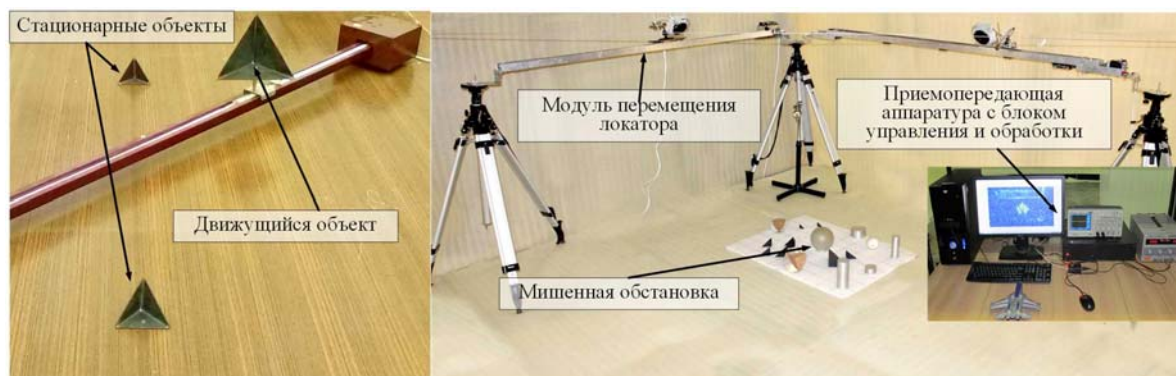 Стационарные объекты
Движущийся объект
Модуль перемещения
локатора
Приемопередающая
аппаратура с блоком
управления и обработки
Мишенная обстановка